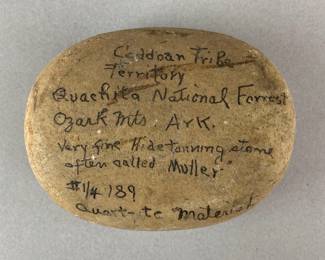 Caddoan Tribe
Territory
Quachita National Forrest
Ozark Mts. Ark.
Very fine Hide tanning stone
often called "Muller"
#1/4 189
Quart-te "Material